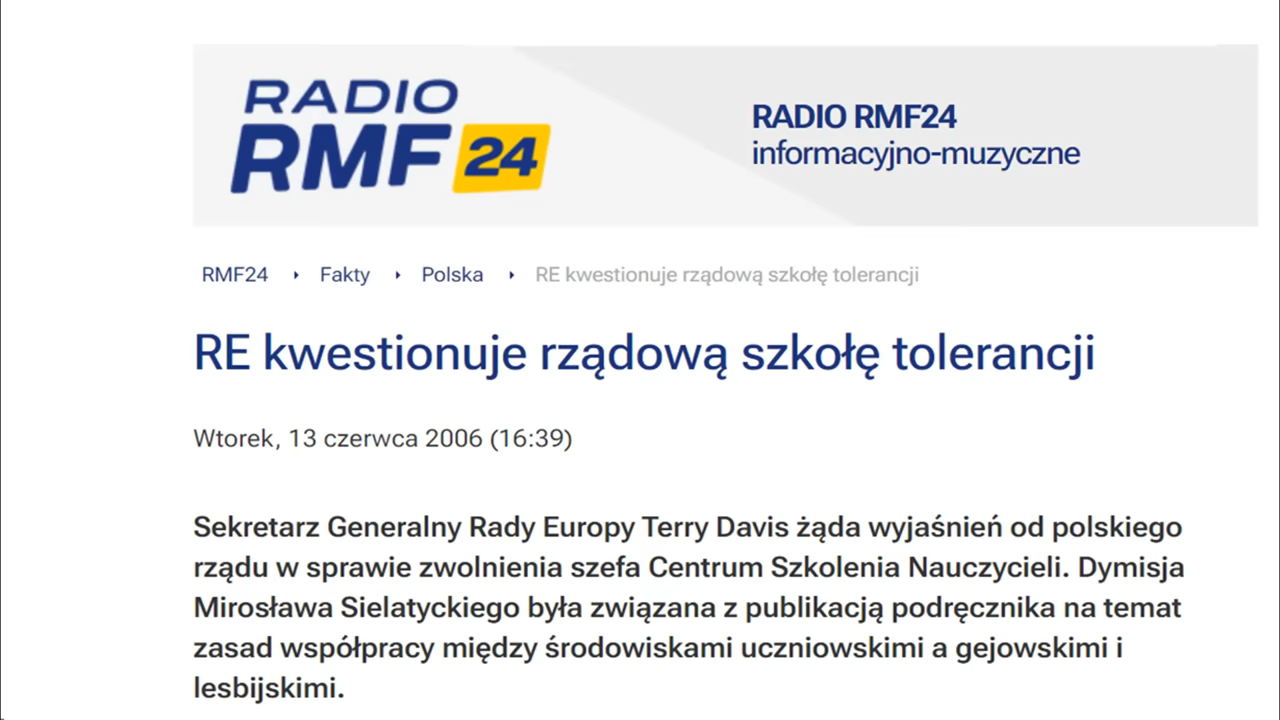 RADIO
RMF 24
RADIO RMF24
informacyjno-muzyczne
RMF24 Fakty Polska RE kwestionuje rządową szkołę tolerancji
RE kwestionuje rządową szkołę tolerancji
Wtorek, 13 czerwca 2006 (16:39)
Sekretarz Generalny Rady Europy Terry Davis żąda wyjaśnień od polskiego
rządu w sprawie zwolnienia szefa Centrum Szkolenia Nauczycieli. Dymisja
Mirosława Sielatyckiego była związana z publikacją podręcznika na temat
zasad współpracy między środowiskami uczniowskimi a gejowskimi i
lesbijskimi.